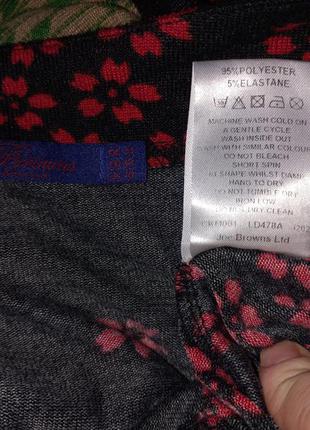 95%POLYESTER
5%ELASTANE
MACHINE WASH COLD ON
A GENTLE CYCLE
WASH INSIDE OUT
WASH WITH SIMILAR COLOURS
DO NOT BLEACH
SHORT SPIN
RESHAPE WHILST DAMP
HANG TO DRY
DO NOT TUMBLE DRY
IRON LOW
DO NOT DRY CLEAN
LD478A
Joe Browns Ltd
Browns